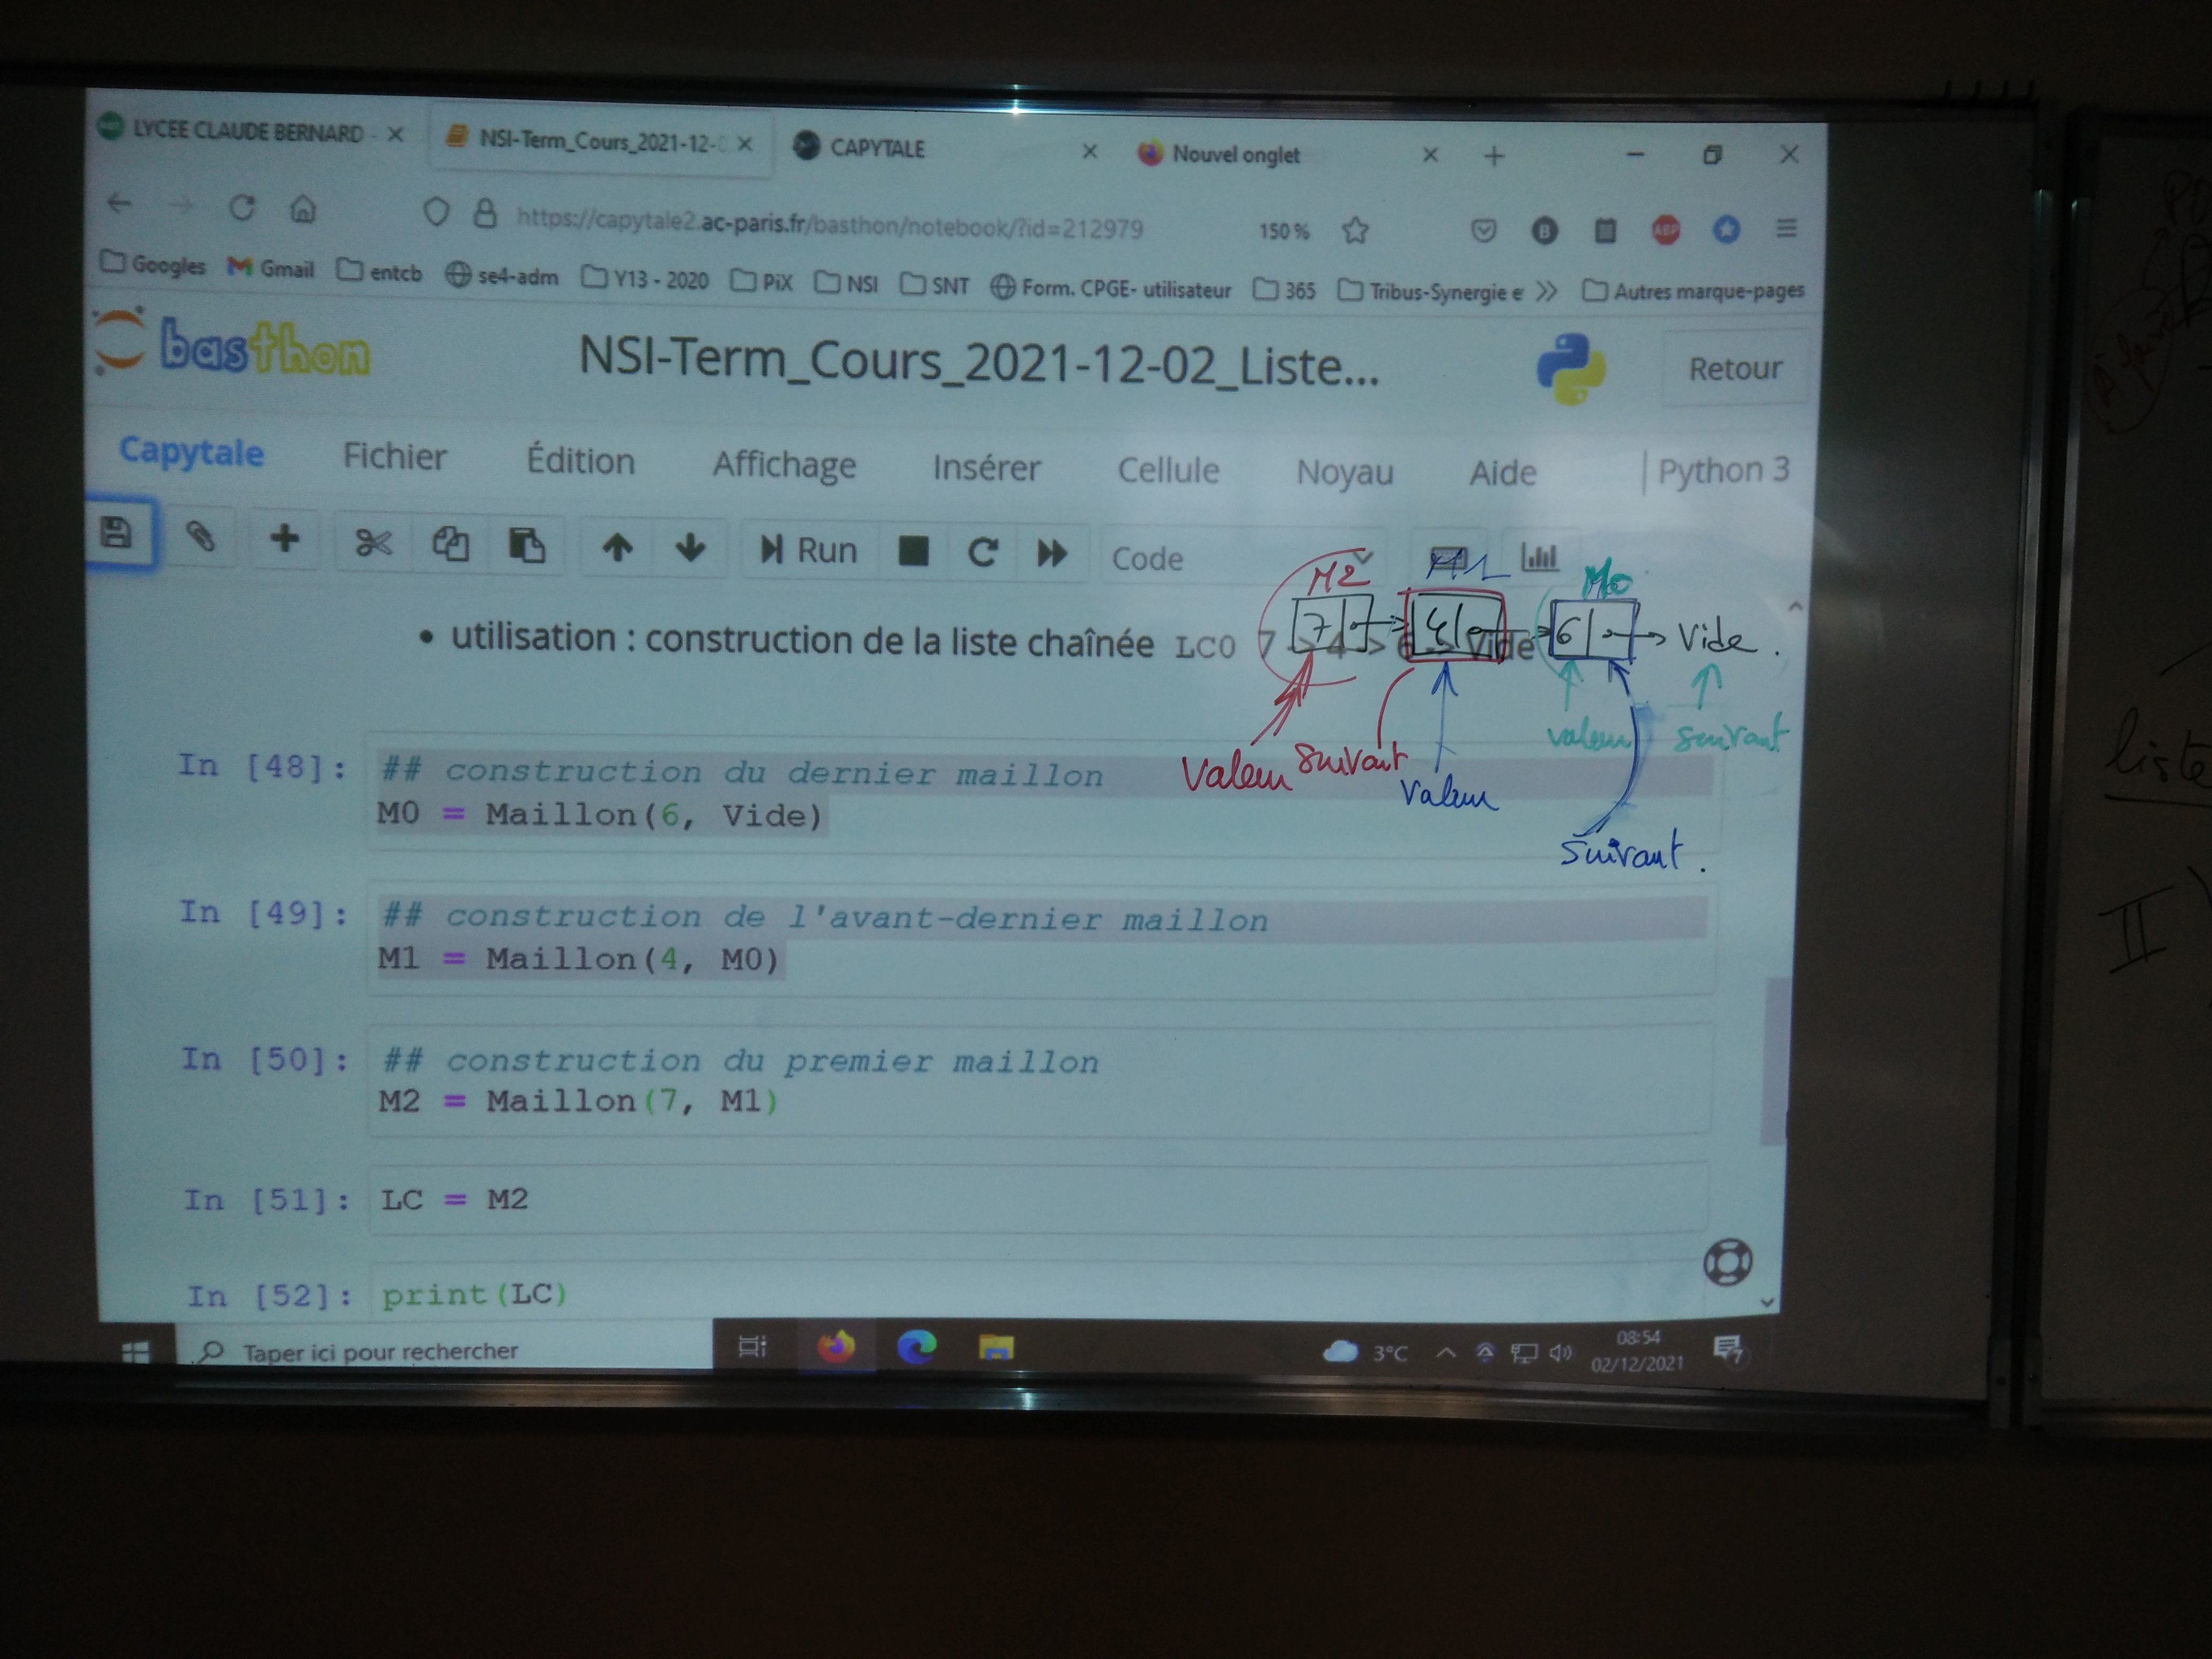 LYCEE CLAUDE BERNARD -
NSI-Term_Cours_2021-12-
CAPYTALE
Nouvel onglet
https://capytale2.ac-paris.fr/basthon/notebook/?id=212979
150 %
Googles
Gmail
entcb
se4-adm
Y13 - 2020
PiX
NSI
SNT
Form. CPGE- utilisateur
365
Tribus-Synergie e
Autres marque-pages
basthon
NSI-Term_Cours_2021-12-02_Liste...
Retour
Capytale
Fichier
Édition
Affichage
Insérer
Cellule
Noyau
Aide
Python 3
Run
Code
M2
M1
M0
• utilisation : construction de la liste chaînée LC0 7 > 4 > 6 > Vide
7
4
6
Vide .
valeur
suivant
Valeur
suivant
Valeur
suivant .
In [48]:
## construction du dernier maillon
M0 = Maillon(6, Vide)
In [49]:
## construction de l'avant-dernier maillon
M1 = Maillon(4, M0)
In [50]:
## construction du premier maillon
M2 = Maillon(7, M1)
In [51]:
LC = M2
In [52]:
print(LC)
Taper ici pour rechercher
3°C
08:54
02/12/2021
7
liste
II)